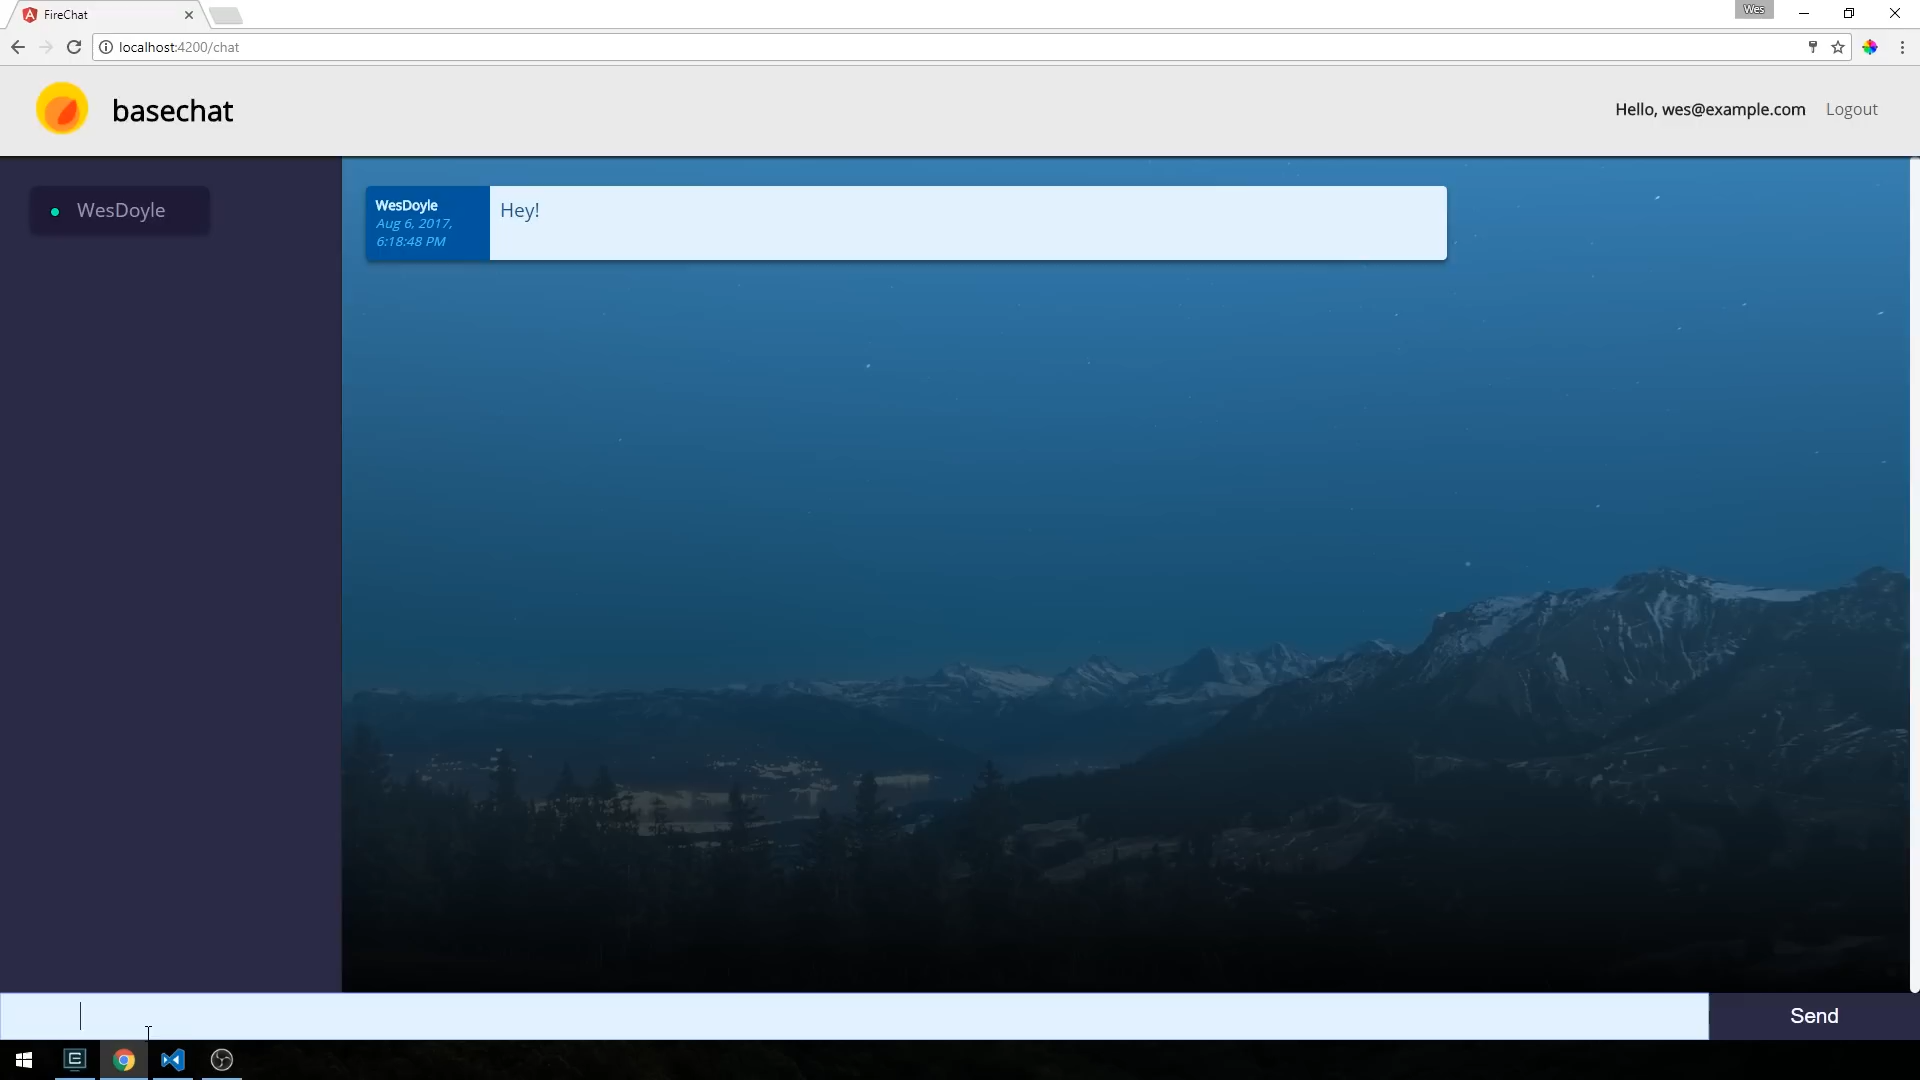 FireChat
Wes
localhost:4200/chat
basechat
Hello, wes@example.com Logout
WesDoyle
WesDoyle
Aug 6, 2017,
6:18:48 PM
Hey!
Send